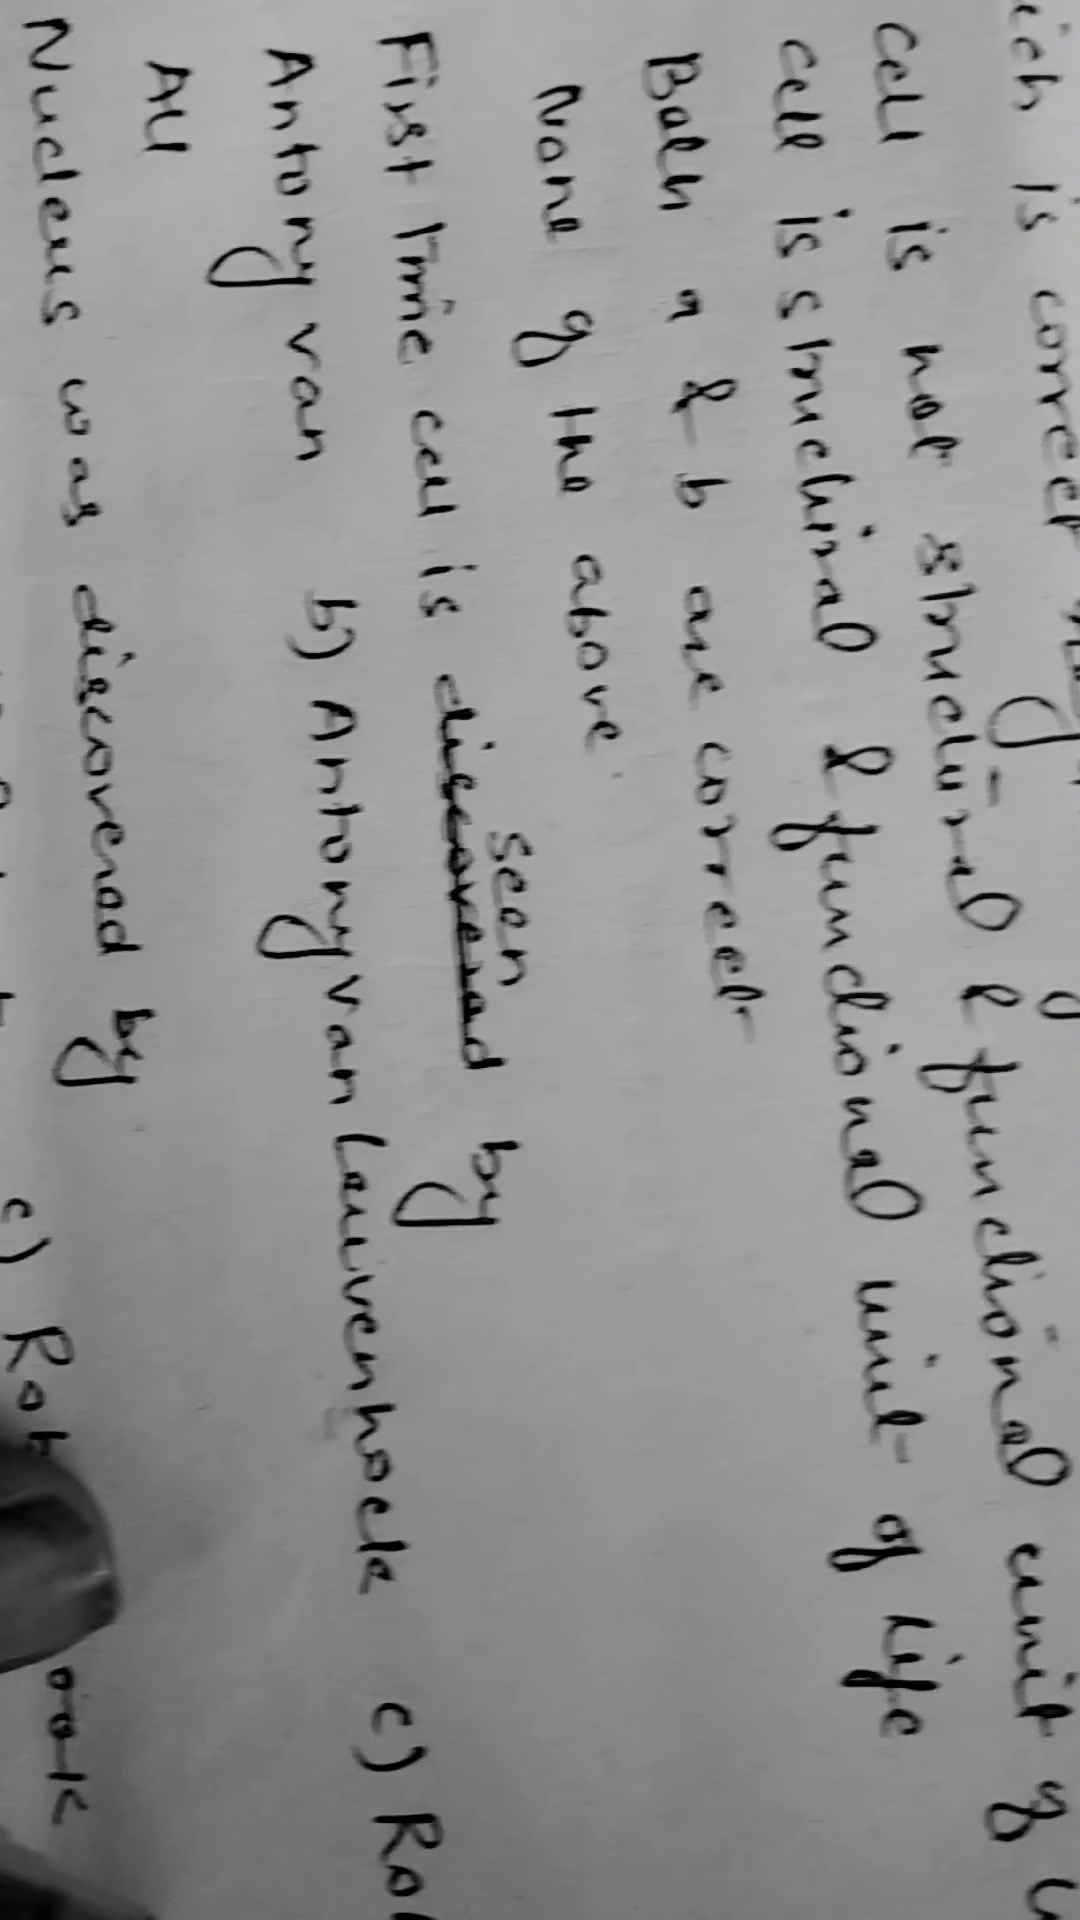 is correct
Cell is not structural & functional unit of
Cell is structural & functional unit of life
Both a & b are correct
None of the above
First time cell is discovered seen by
Antony van b) Antony van Leuvenhock c)
All
Nucleus was discovered by
c)